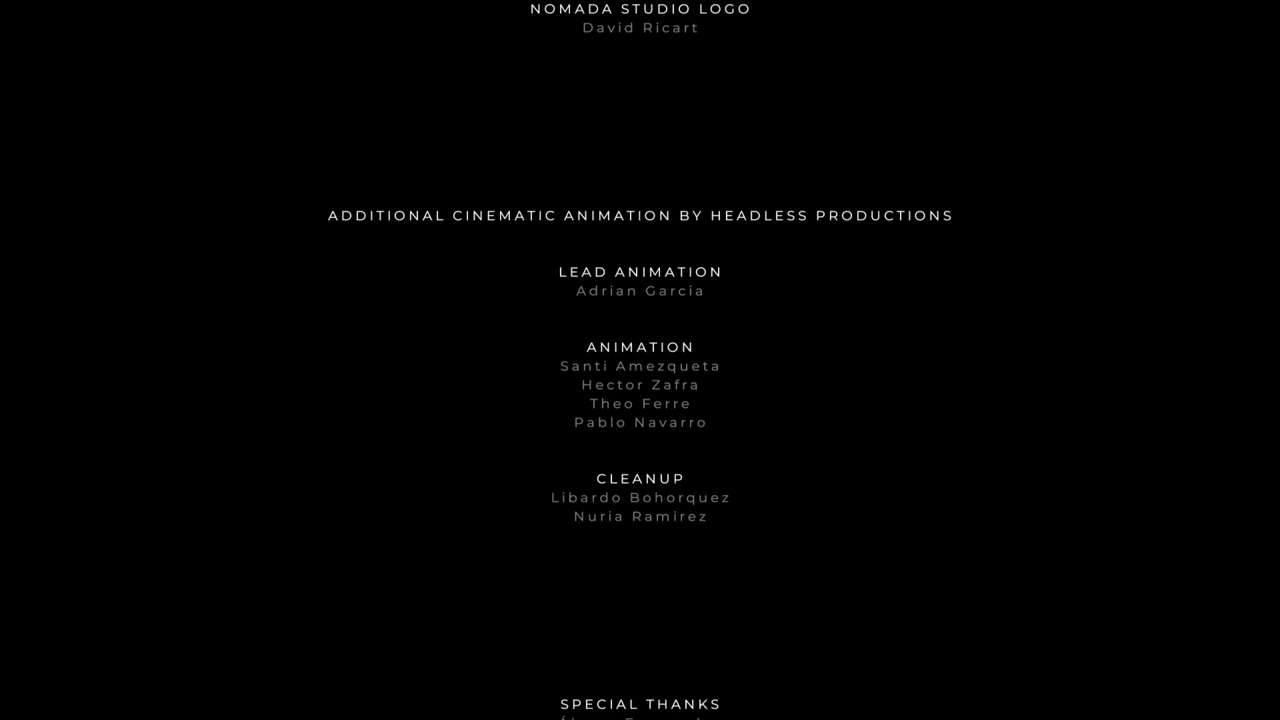 NOMADA STUDIO LOGO
David Ricart
ADDITIONAL CINEMATIC ANIMATION BY HEADLESS PRODUCTIONS
LEAD ANIMATION
Adrian Garcia
ANIMATION
Santi Amezqueta
Hector Zafra
Theo Ferre
Pablo Navarro
CLEANUP
Libardo Bohorquez
Nuria Ramirez
SPECIAL THANKS